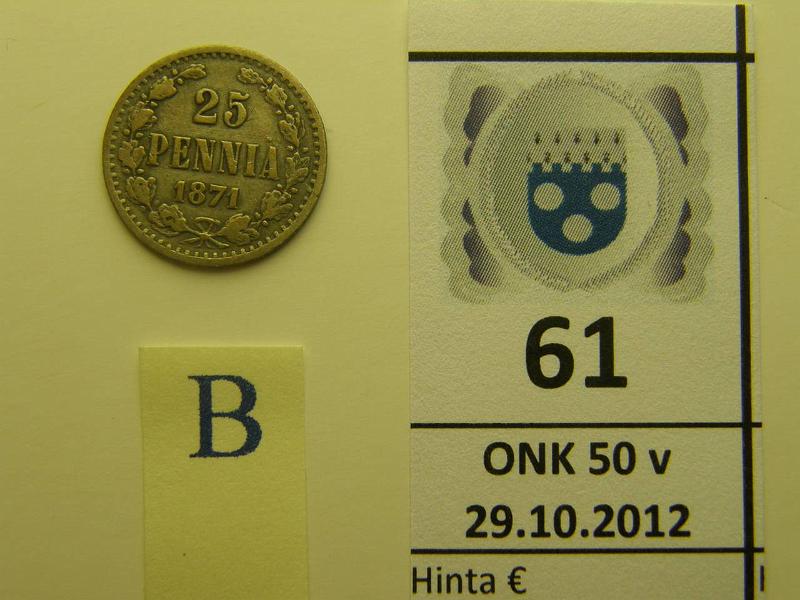 25
PENNIA
1871
B
61
ONK 50 v
29.10.2012
Hinta €